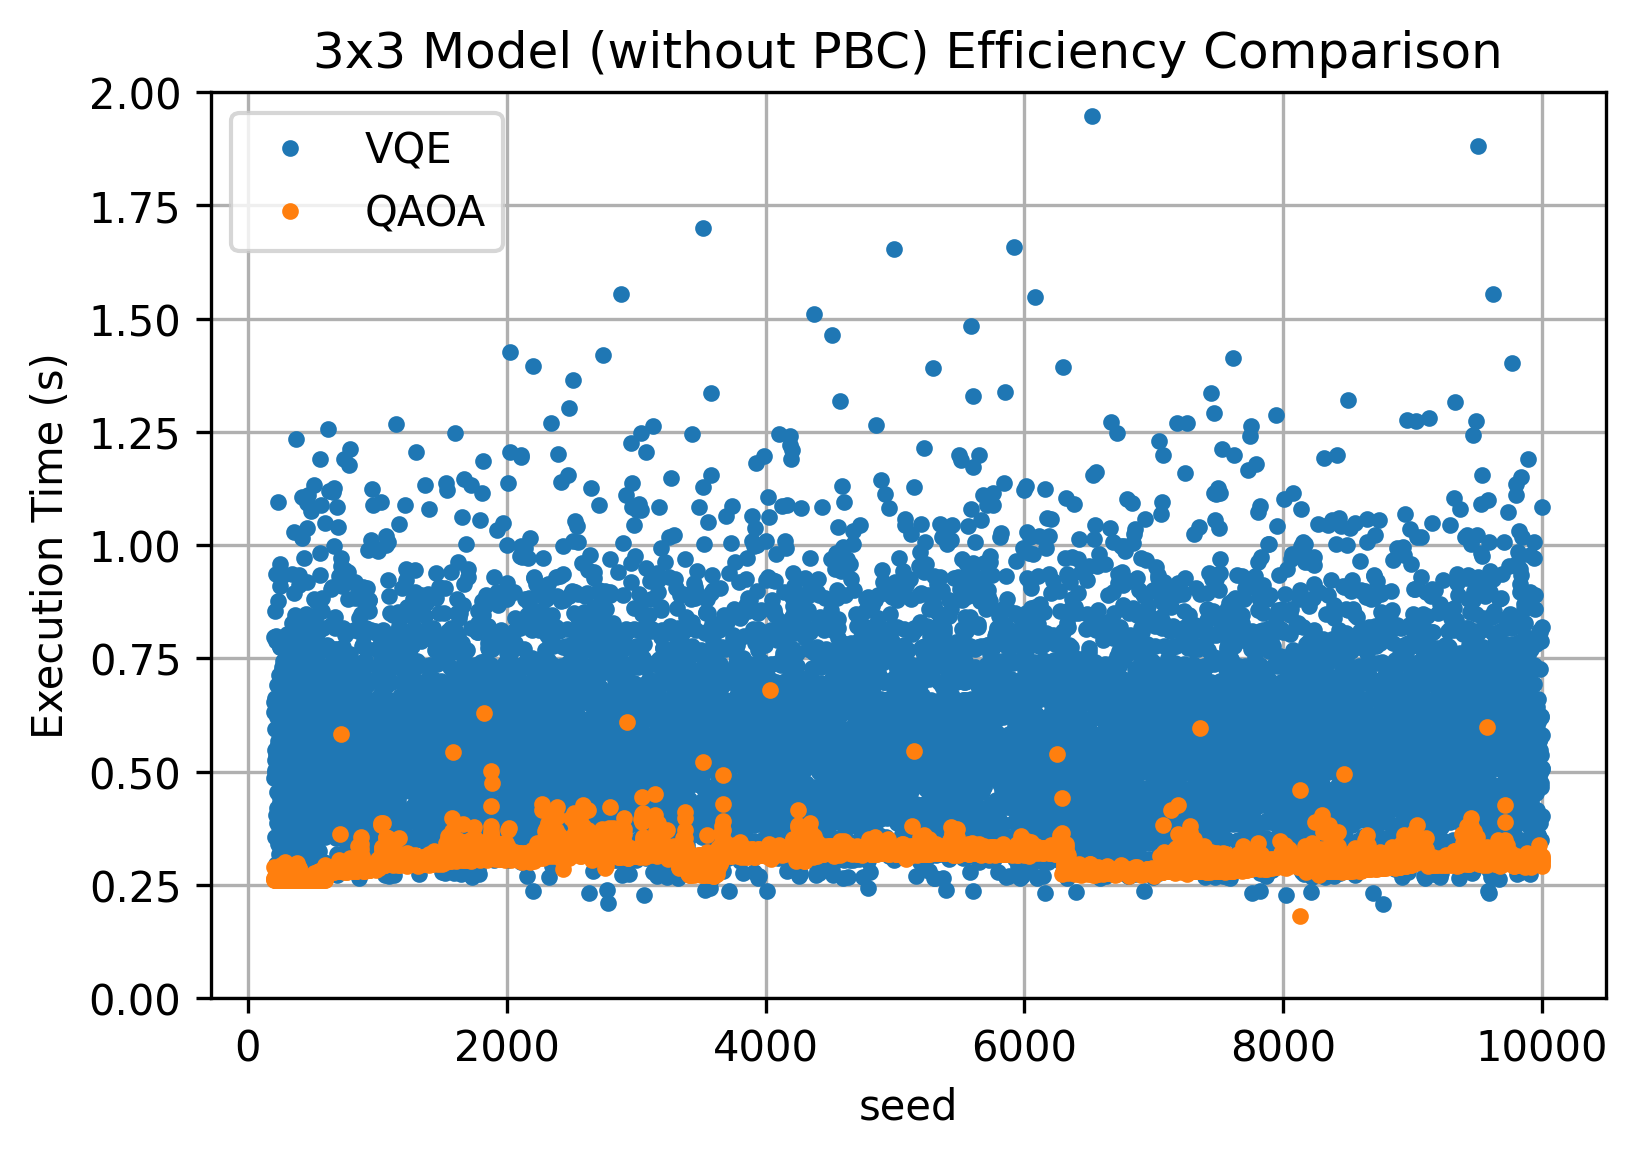 3x3 Model (without PBC) Efficiency Comparison
2.00
1.75
1.50
1.25
1.00
0.75
0.50
0.25
0.00
Execution Time (s)
VQE
QAOA
0 2000 4000 6000 8000 10000
seed